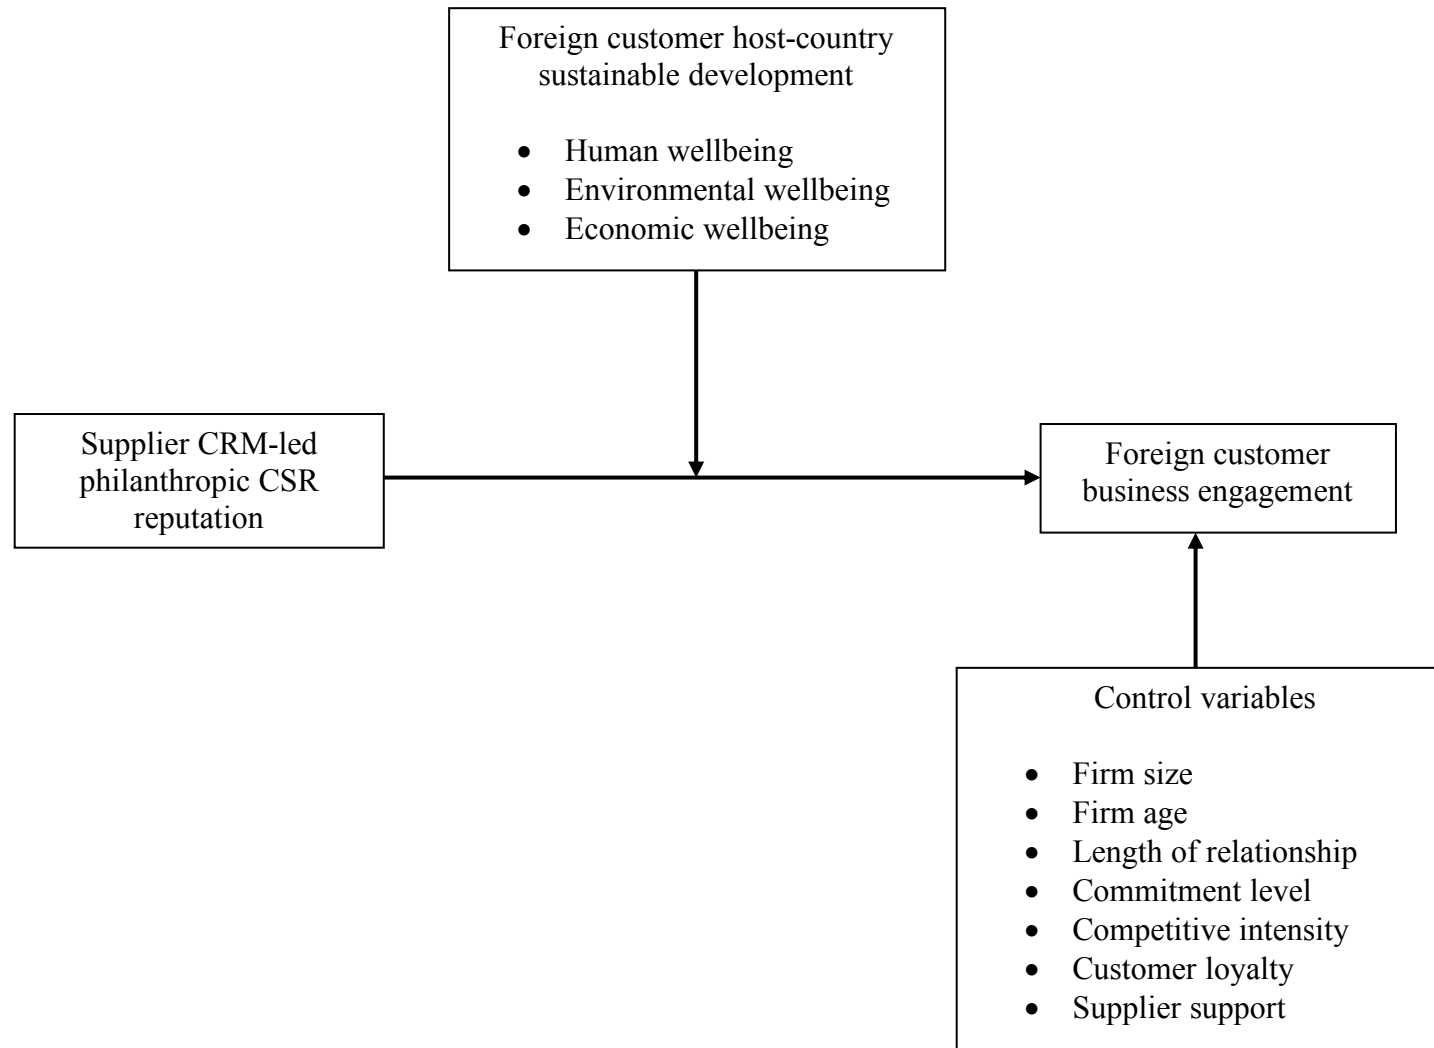 Foreign customer host-country
sustainable development
• Human wellbeing
• Environmental wellbeing
• Economic wellbeing
Supplier CRM-led
philanthropic CSR
reputation
Foreign customer
business engagement
Control variables
• Firm size
• Firm age
• Length of relationship
• Commitment level
• Competitive intensity
• Customer loyalty
• Supplier support